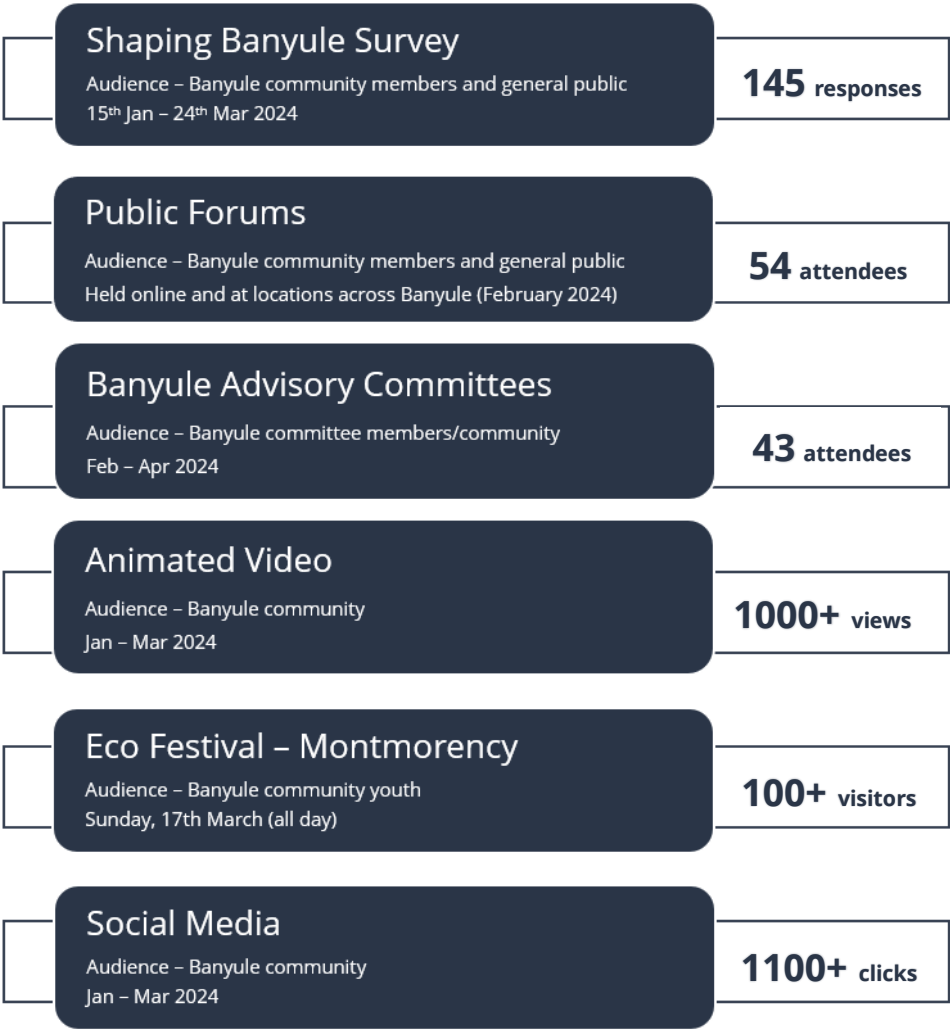 Shaping Banyule Survey
Audience – Banyule community members and general public
15th Jan – 24th Mar 2024
145 responses
Public Forums
Audience – Banyule community members and general public
Held online and at locations across Banyule (February 2024)
54 attendees
Banyule Advisory Committees
Audience – Banyule committee members/community
Feb – Apr 2024
43 attendees
Animated Video
Audience – Banyule community
Jan – Mar 2024
1000+ views
Eco Festival – Montmorency
Audience – Banyule community youth
Sunday, 17th March (all day)
100+ visitors
Social Media
Audience – Banyule community
Jan – Mar 2024
1100+ clicks